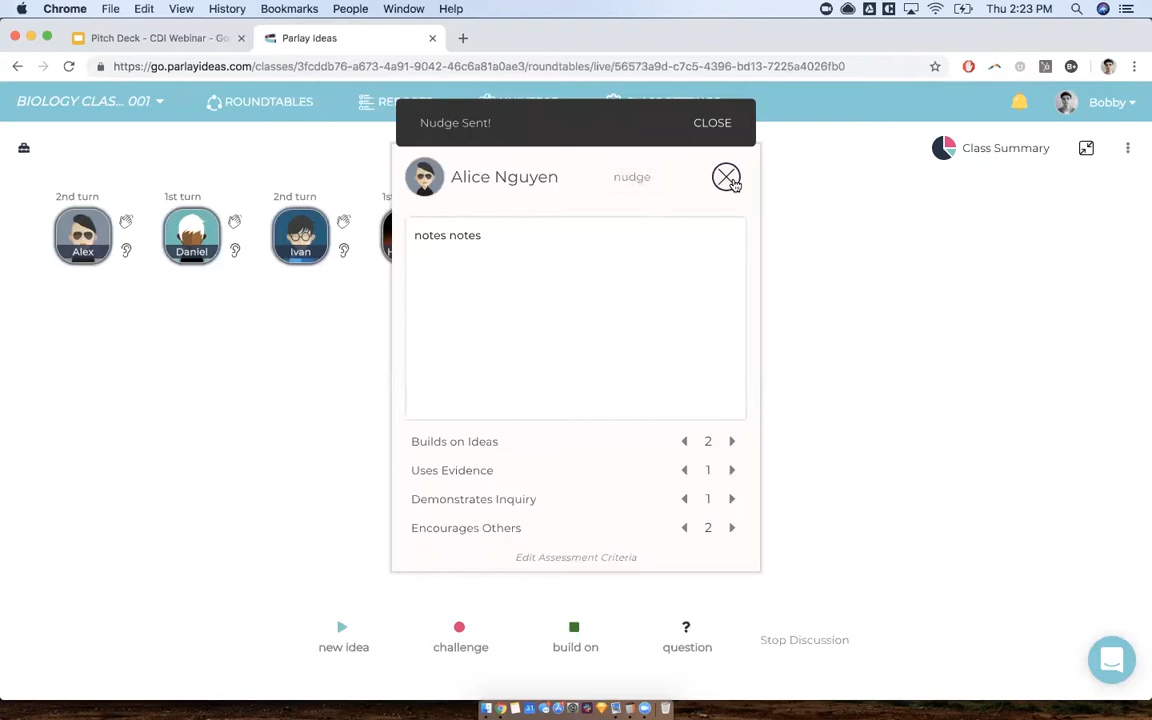 Chrome File Edit View History Bookmarks People Window Help Thu 2:23 PM
Pitch Deck - CDI Webinar - Go
Parlay ideas
https://go.parlayideas.com/classes/3fcddb76-a673-4a91-9042-46c6a81a0ae3/roundtables/live/56573a9d-c7c5-4396-bd13-7225a4026fb0
BIOLOGY CLAS... 001 ROUNDTABLES Bobby
Nudge Sent! CLOSE
Class Summary
Alice Nguyen nudge
2nd turn 1st turn 2nd turn
Alex Daniel Ivan
notes notes
Builds on Ideas 2
Uses Evidence 1
Demonstrates Inquiry 1
Encourages Others 2
Edit Assessment Criteria
new idea challenge build on ? question Stop Discussion